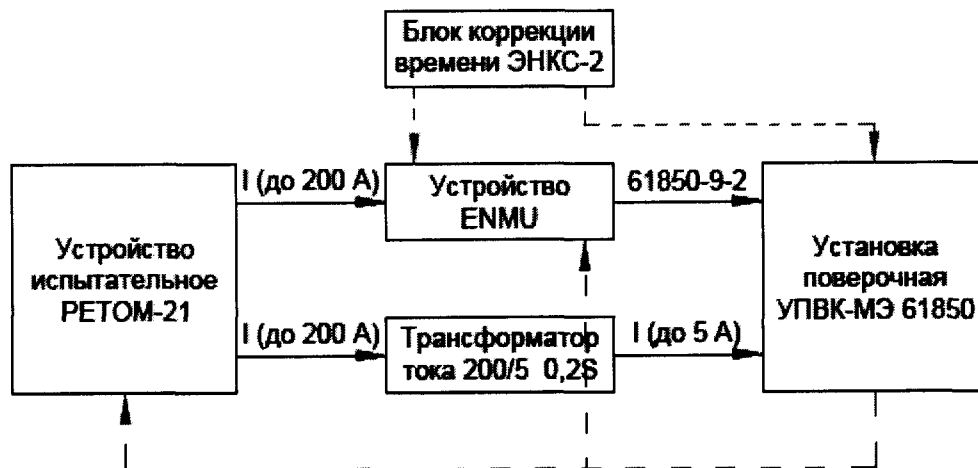 Блок коррекции
времени ЭНКС-2
I (до 200 А)
Устройство
ENMU
61850-9-2
Устройство
испытательное
РЕТОМ-21
Установка
поверочная
УПВК-МЭ 61850
I (до 200 А)
Трансформатор
тока 200/5 0,2S
I (до 5 А)